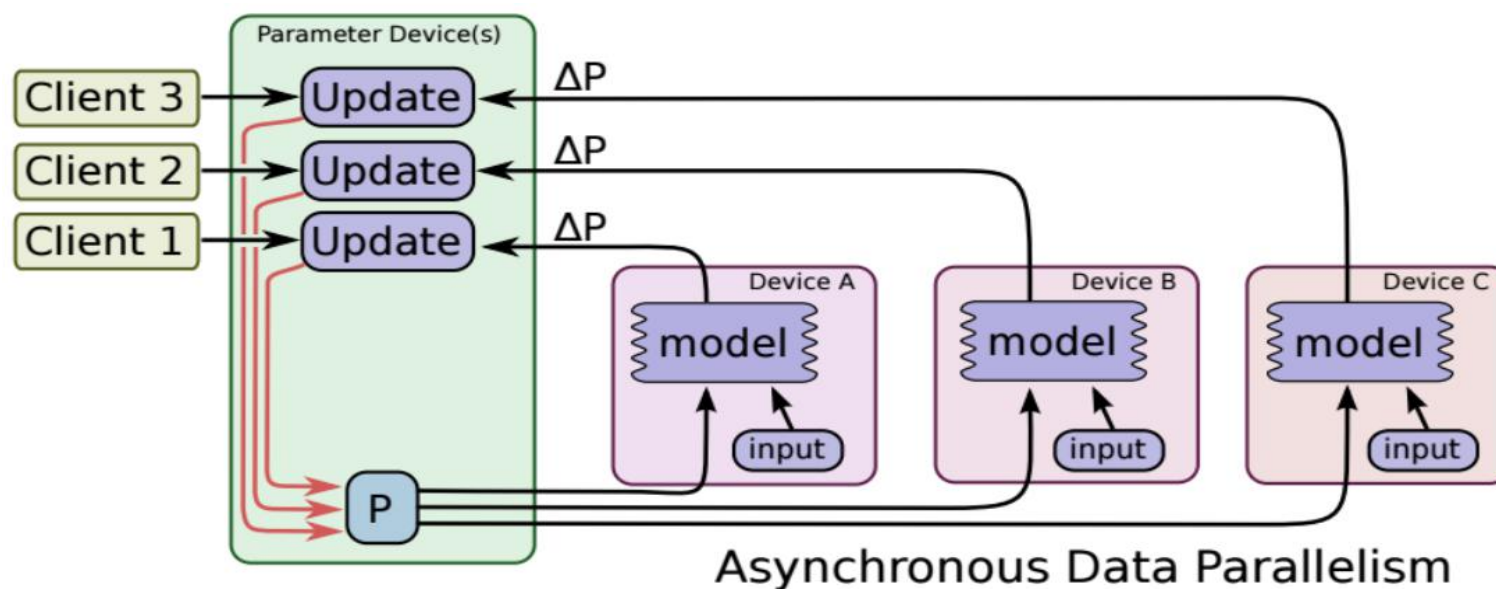 Parameter Device(s)
Client 3
Update
ΔP
Client 2
Update
ΔP
Client 1
Update
ΔP
Device A
Device B
Device C
model
model
model
input
input
input
P
Asynchronous Data Parallelism